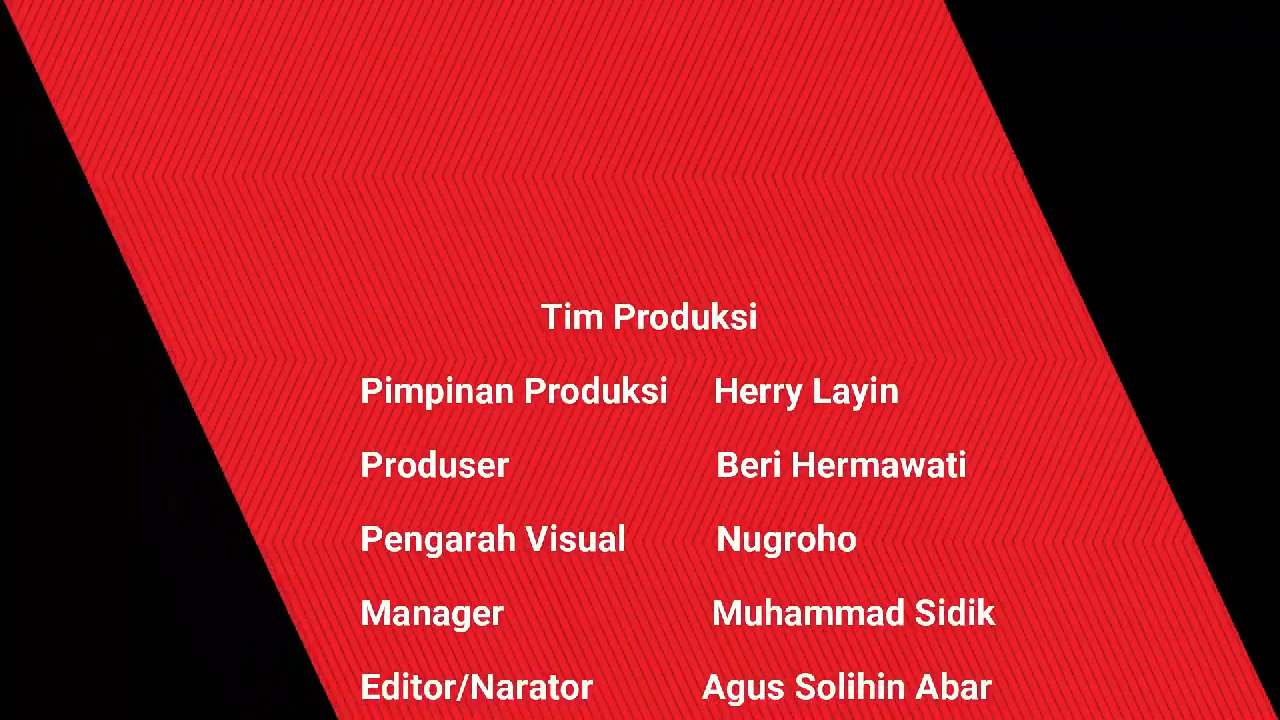 Tim Produksi
Pimpinan Produksi Herry Layin
Produser Beri Hermawati
Pengarah Visual Nugroho
Manager Muhammad Sidik
Editor/Narator Agus Solihin Abar